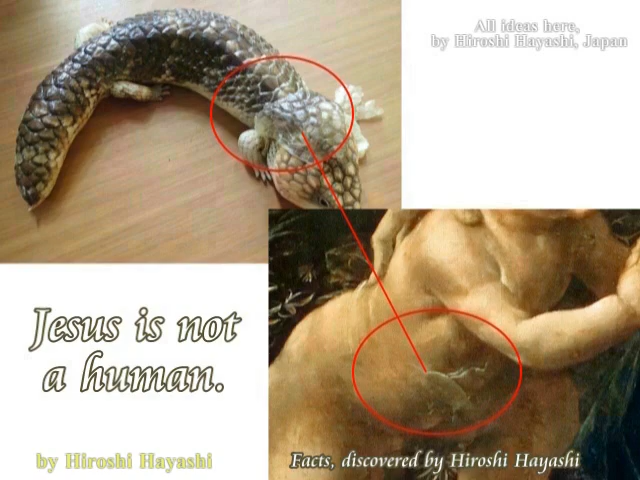 All ideas here,
by Hiroshi Hayashi, Japan
Jesus is not
a human.
by Hiroshi Hayashi
Facts, discovered by Hiroshi Hayashi